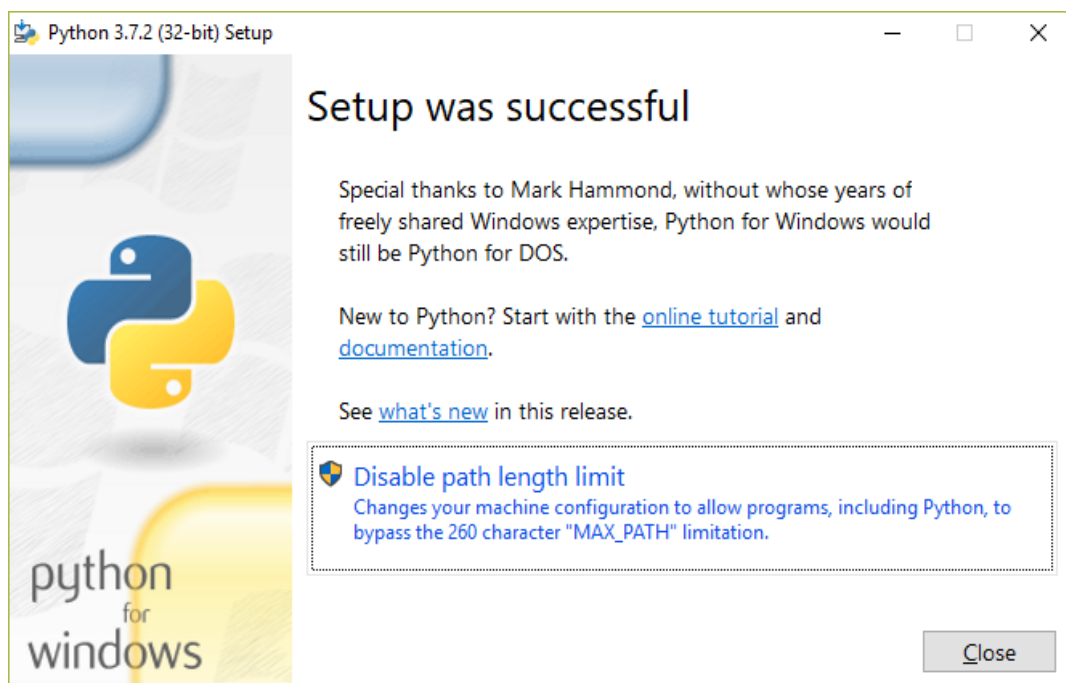 Python 3.7.2 (32-bit) Setup
Setup was successful
Special thanks to Mark Hammond, without whose years of
freely shared Windows expertise, Python for Windows would
still be Python for DOS.
New to Python? Start with the online tutorial and
documentation.
See what's new in this release.
Disable path length limit
Changes your machine configuration to allow programs, including Python, to
bypass the 260 character "MAX_PATH" limitation.
python
for
windows
Close